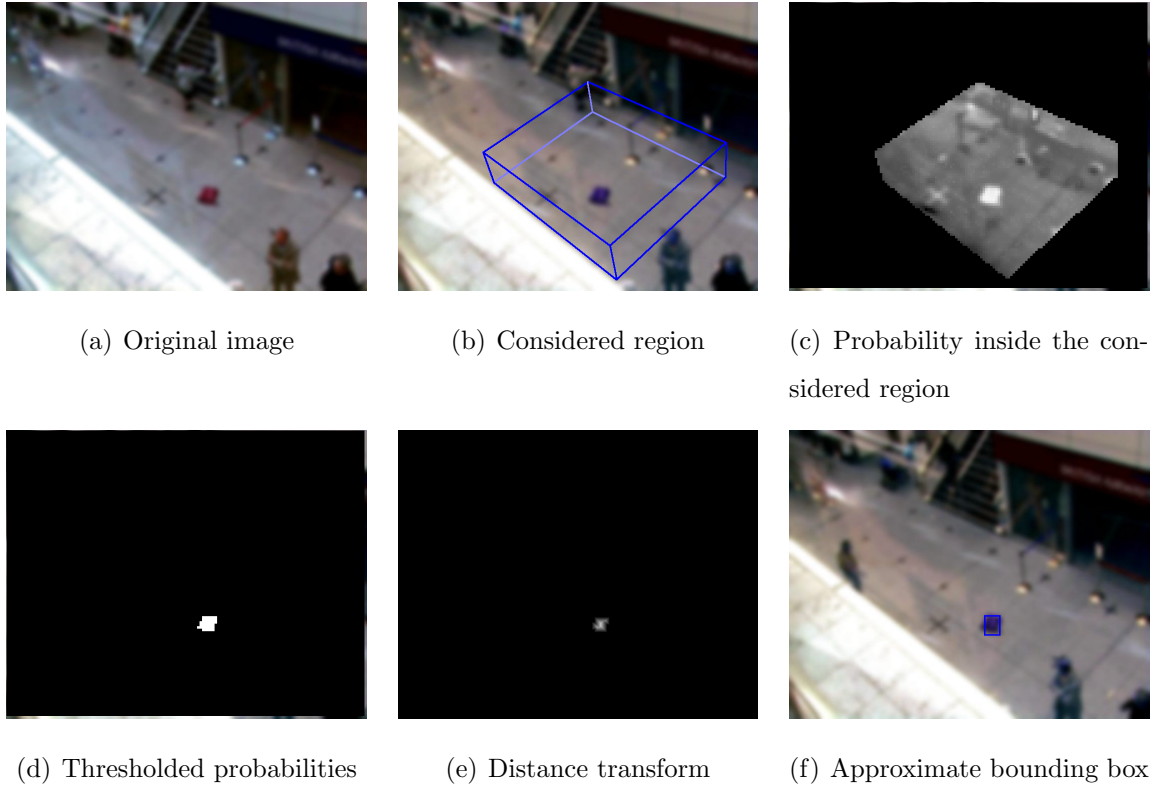 (a) Original image
(b) Considered region
(c) Probability inside the con-
sidered region
(d) Thresholded probabilities
(e) Distance transform
(f) Approximate bounding box